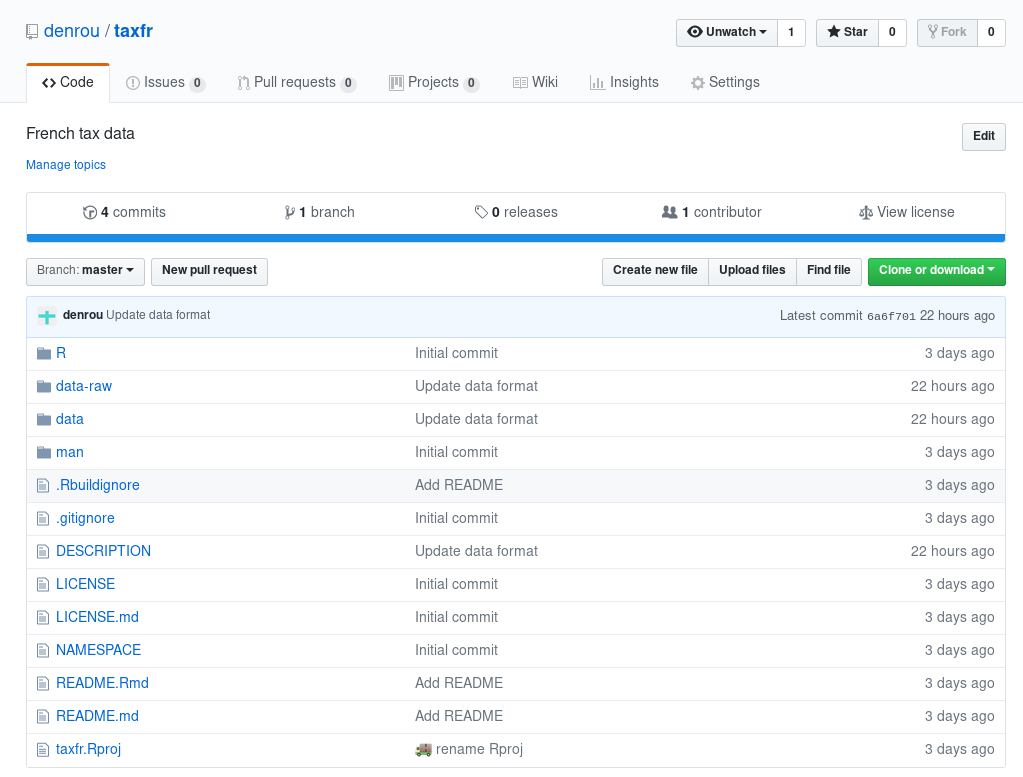 denrou / taxfr Unwatch 1 Star 0 Fork 0
Code Issues 0 Pull requests 0 Projects 0 Wiki Insights Settings
French tax data Edit
Manage topics
4 commits 1 branch 0 releases 1 contributor View license
Branch: master New pull request Create new file Upload files Find file Clone or download
denrou Update data format Latest commit 6a6f701 22 hours ago
R Initial commit 3 days ago
data-raw Update data format 22 hours ago
data Update data format 22 hours ago
man Initial commit 3 days ago
.Rbuildignore Add README 3 days ago
.gitignore Initial commit 3 days ago
DESCRIPTION Update data format 22 hours ago
LICENSE Initial commit 3 days ago
LICENSE.md Initial commit 3 days ago
NAMESPACE Initial commit 3 days ago
README.Rmd Add README 3 days ago
README.md Add README 3 days ago
taxfr.Rproj 🚚 rename Rproj 3 days ago